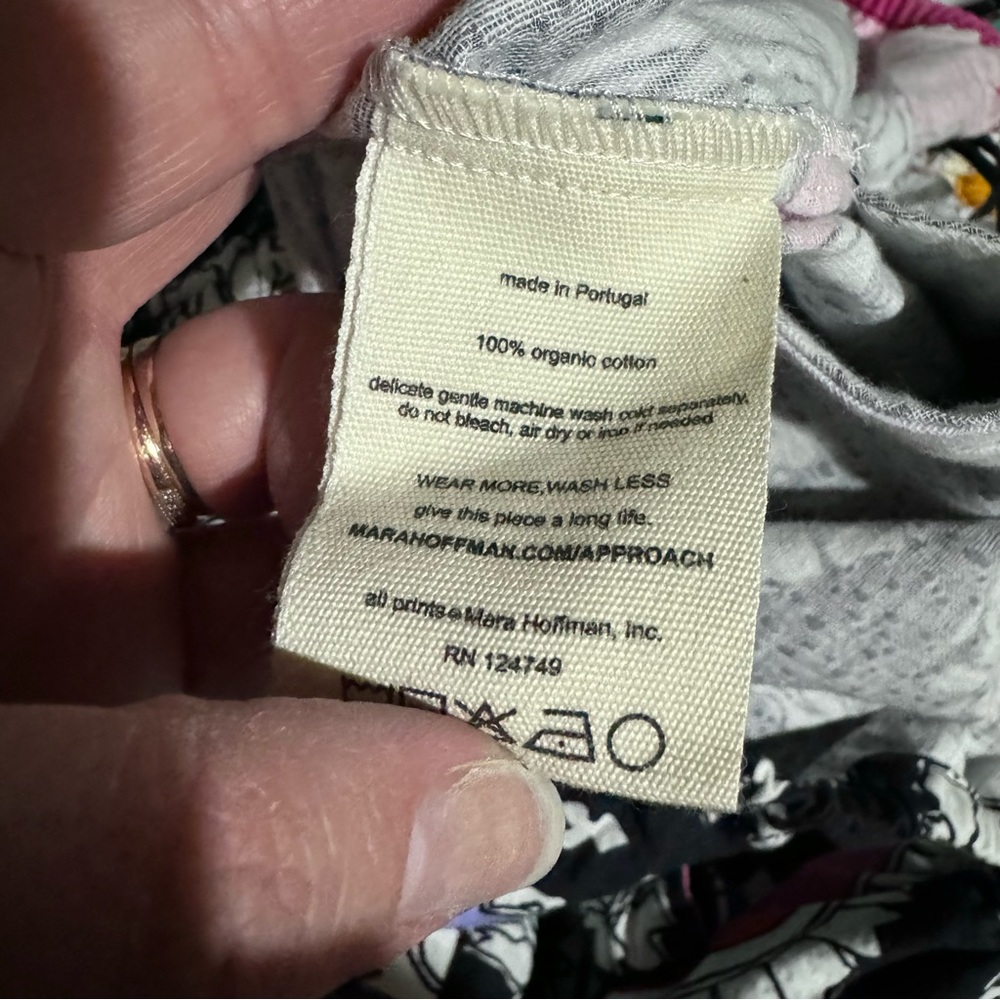 made in Portugal
100% organic cotton
delicate gentle machine wash cold separately,
do not bleach, air dry or iron if needed
WEAR MORE, WASH LESS
give this piece a long life.
MARAHOFFMAN.COM/APPROACH
all prints © Mara Hoffman, Inc.
RN 124749